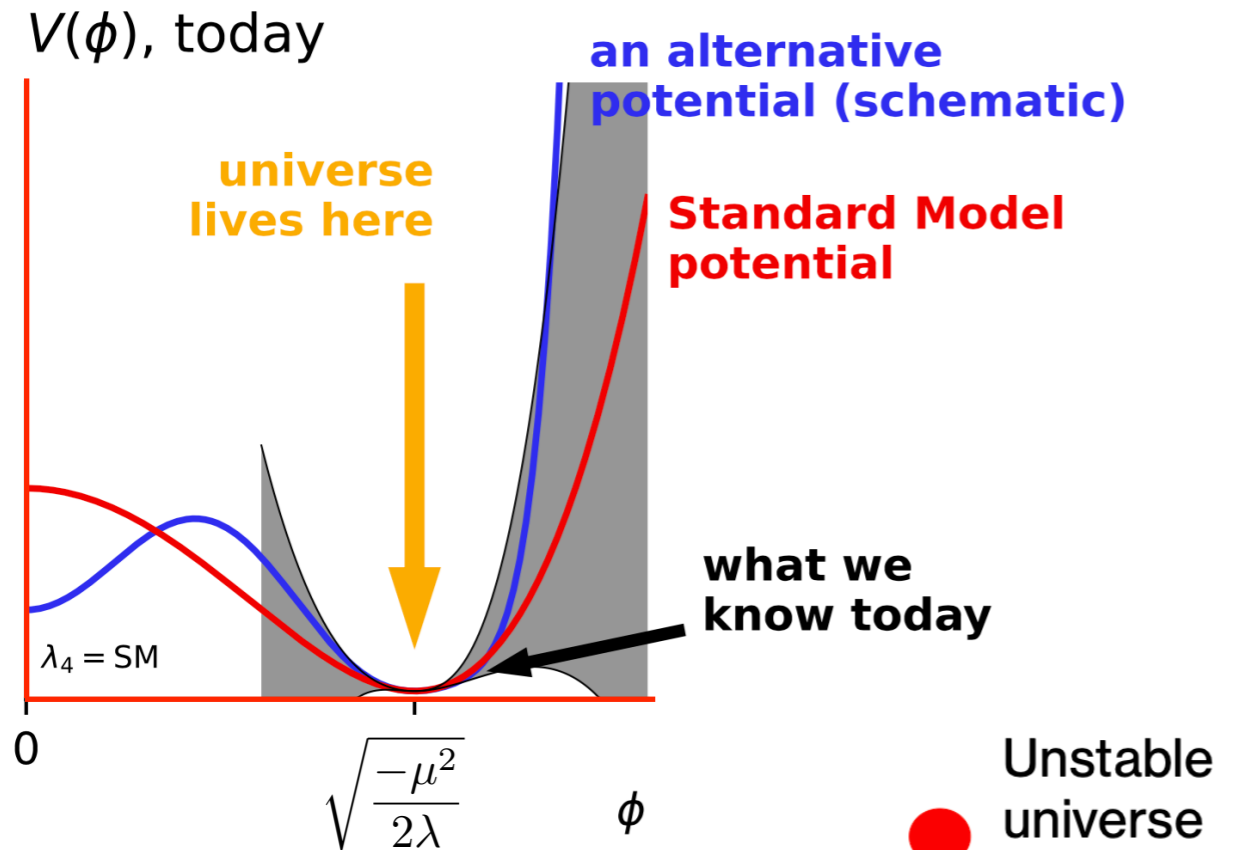 V(ϕ), today
an alternative
potential (schematic)
universe
lives here
Standard Model
potential
what we
know today
λ₄ = SM
0
√(−μ²/2λ)
ϕ
Unstable
universe